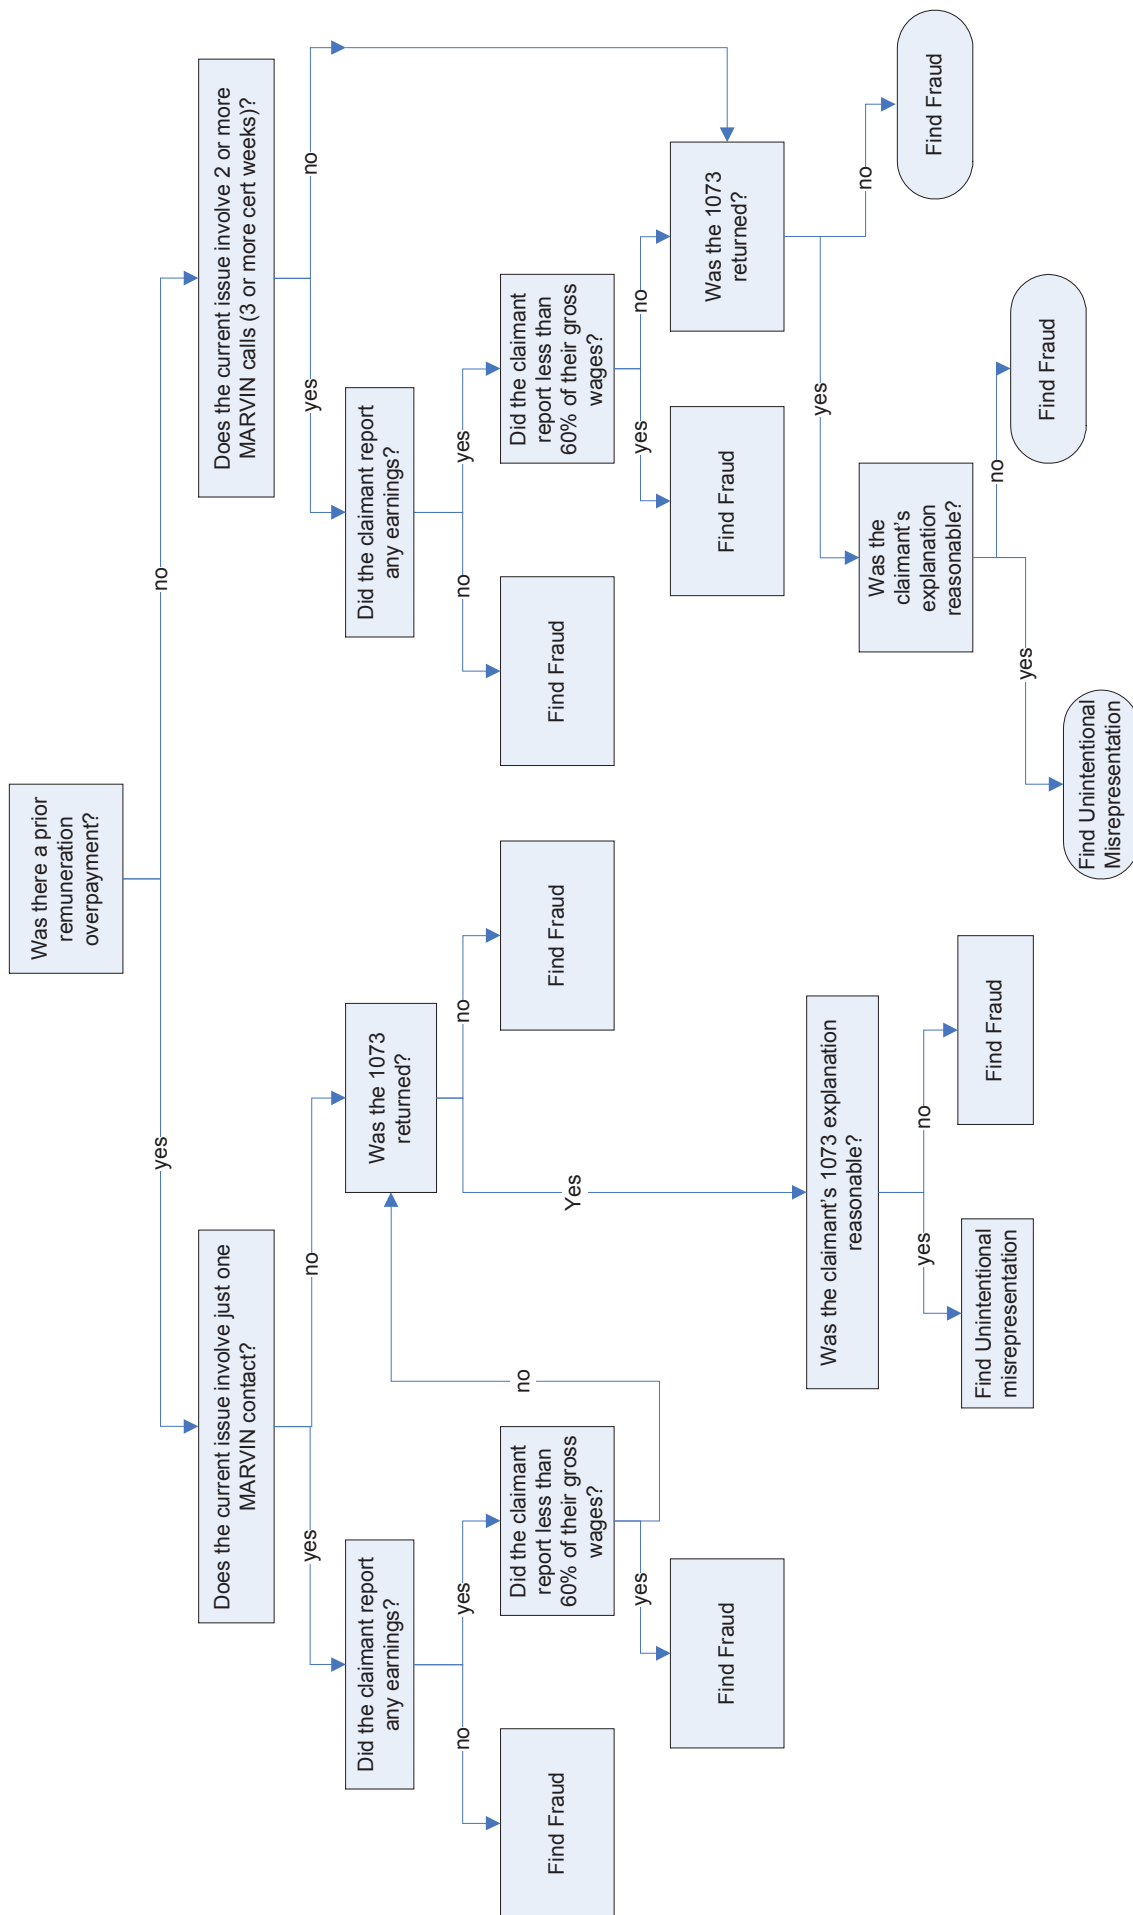 Was there a prior
remuneration
overpayment?
yes
no
Does the current issue involve just one
MARVIN contact?
yes
no
Did the claimant report
any earnings?
no
yes
Find Fraud
Did the claimant
report less than
60% of their gross
wages?
yes
no
Find Fraud
Was the 1073
returned?
Yes
no
Find Fraud
Was the claimant's 1073 explanation
reasonable?
yes
no
Find Unintentional
misrepresentation
Find Fraud
Does the current issue involve 2 or more
MARVIN calls (3 or more cert weeks)?
yes
no
Did the claimant report
any earnings?
no
yes
Find Fraud
Did the claimant
report less than
60% of their gross
wages?
yes
no
Find Fraud
Was the 1073
returned?
yes
no
Find Fraud
Was the
claimant's
explanation
reasonable?
yes
no
Find Unintentional
Misrepresentation
Find Fraud